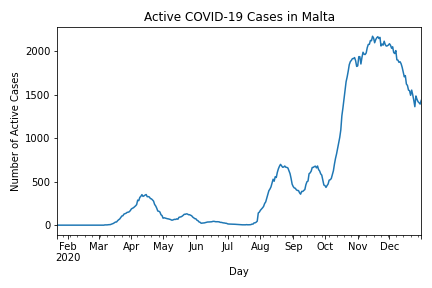 Active COVID-19 Cases in Malta
Number of Active Cases
2000
1500
1000
500
0
Feb Mar Apr May Jun Jul Aug Sep Oct Nov Dec
2020
Day